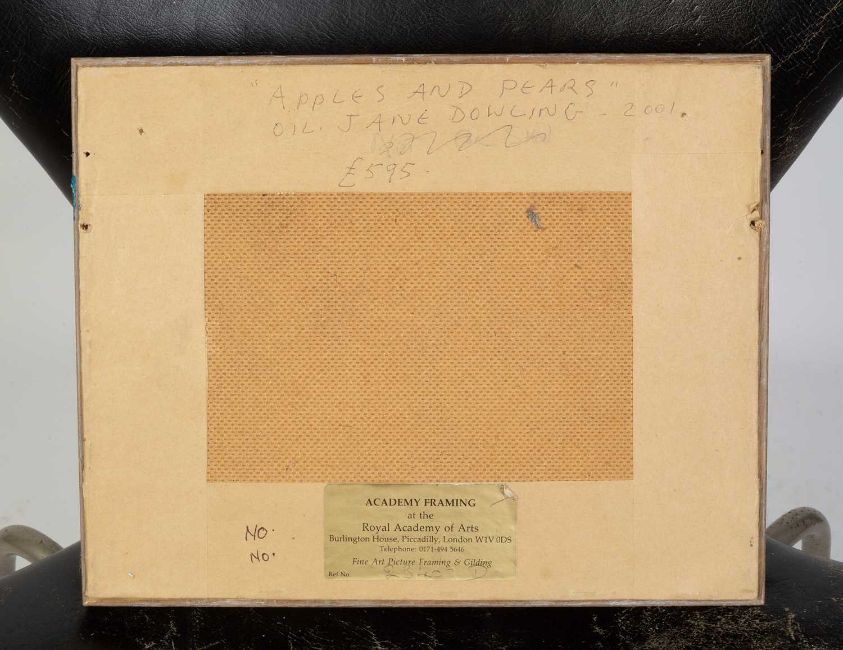 "APPLES AND PEARS"
OIL. JANE DOWLING - 2001.
£595.
NO.
NO.
ACADEMY FRAMING
at the
Royal Academy of Arts
Burlington House, Piccadilly, London W1V 0DS
Telephone: 0171-494 5646
Fine Art Picture Framing & Gilding
Ref No